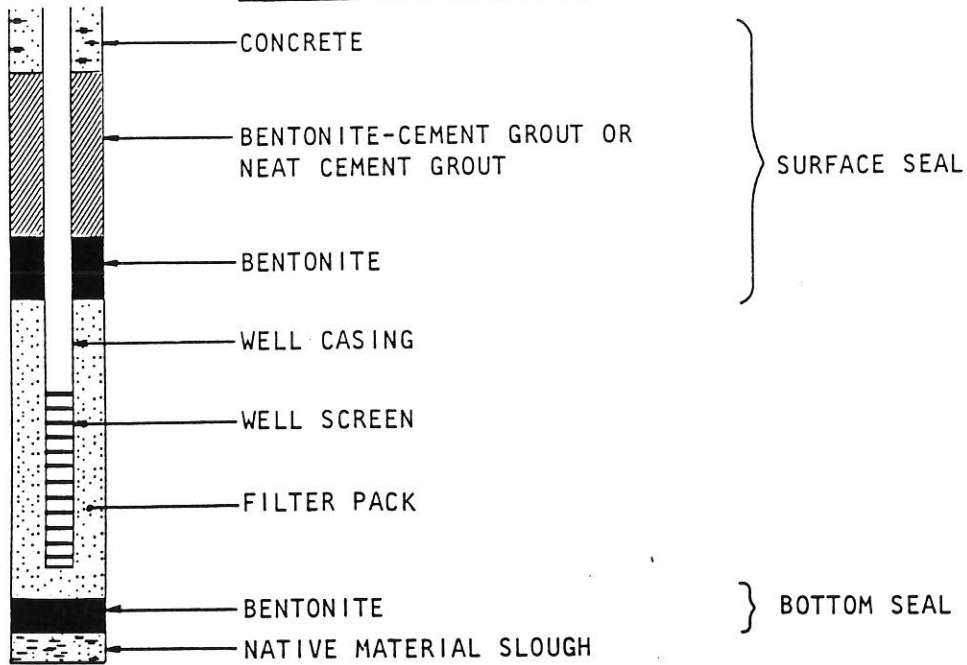 CONCRETE
BENTONITE-CEMENT GROUT OR
NEAT CEMENT GROUT
SURFACE SEAL
BENTONITE
WELL CASING
WELL SCREEN
FILTER PACK
BENTONITE
BOTTOM SEAL
NATIVE MATERIAL SLOUGH